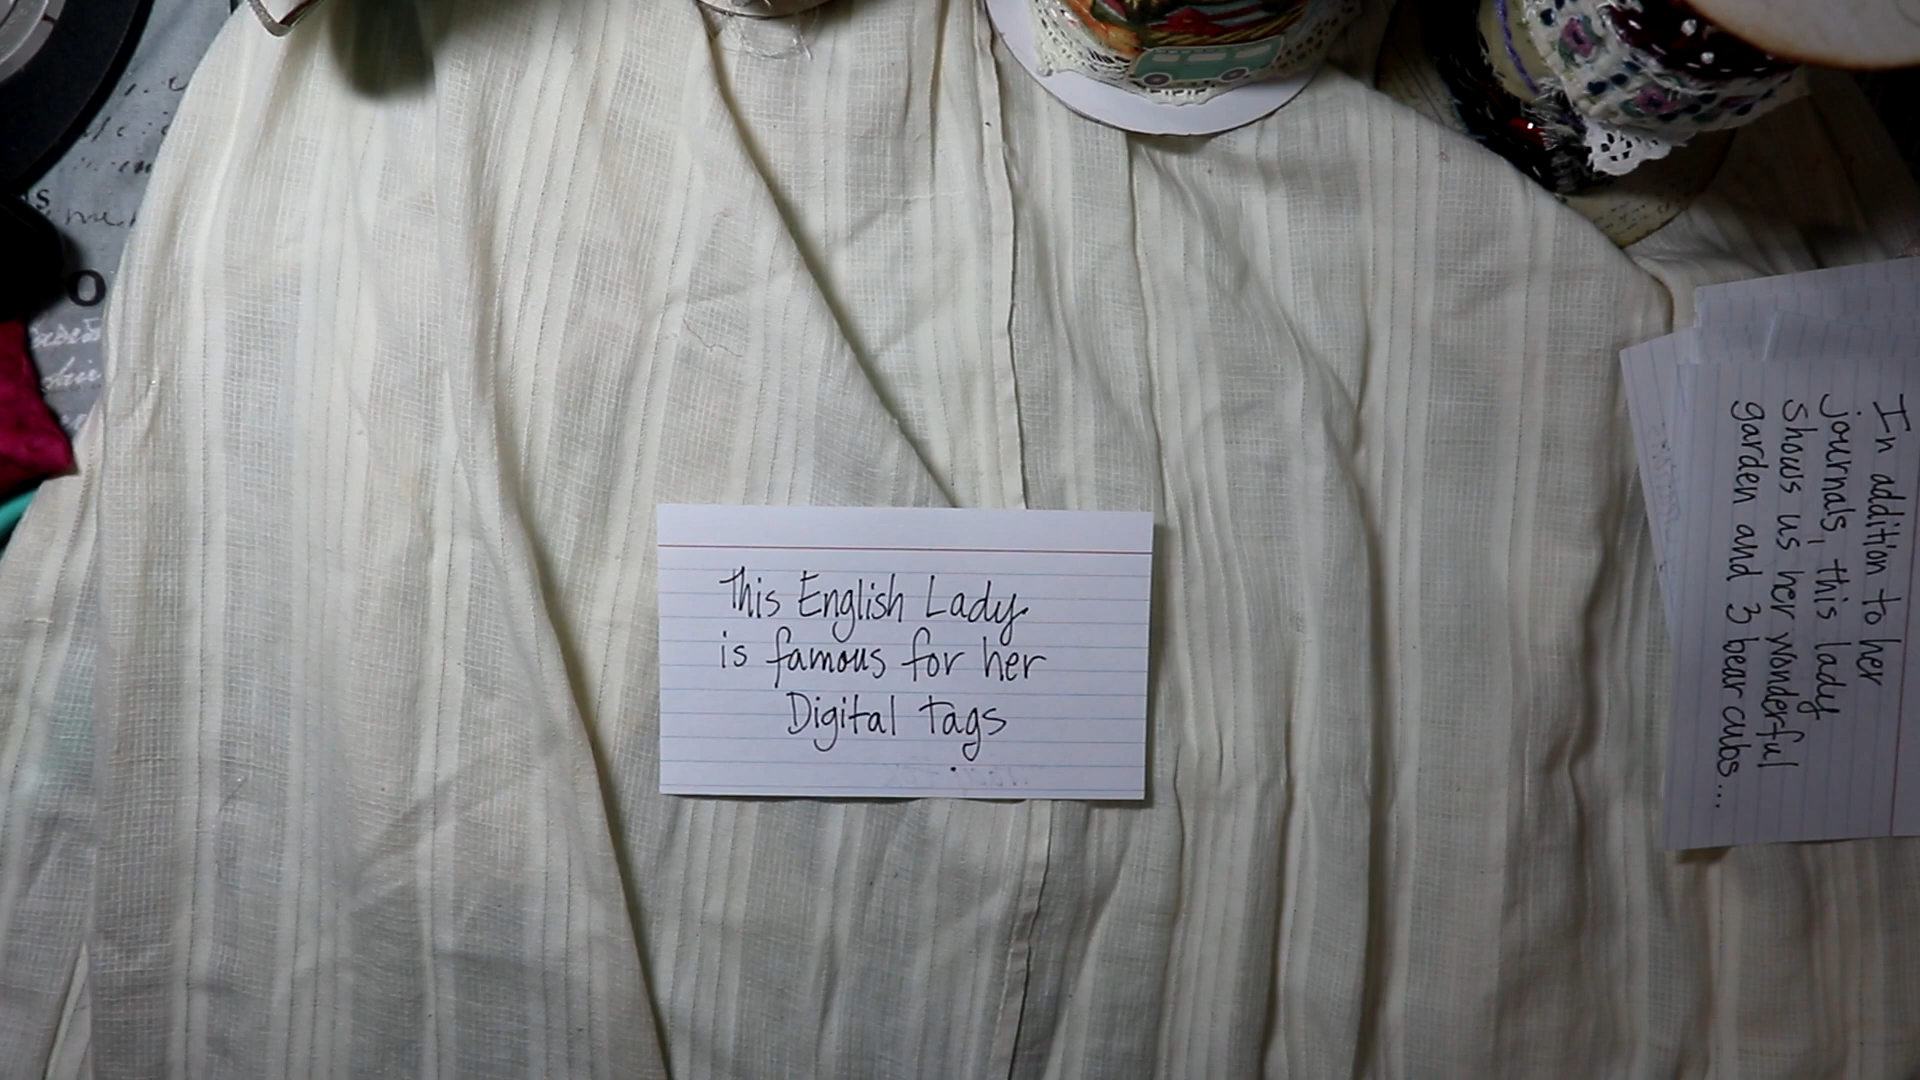 This English Lady
is famous for her
Digital tags
In addition to her
journals, this lady
shows us her wonderful
garden and 3 bear cubs...